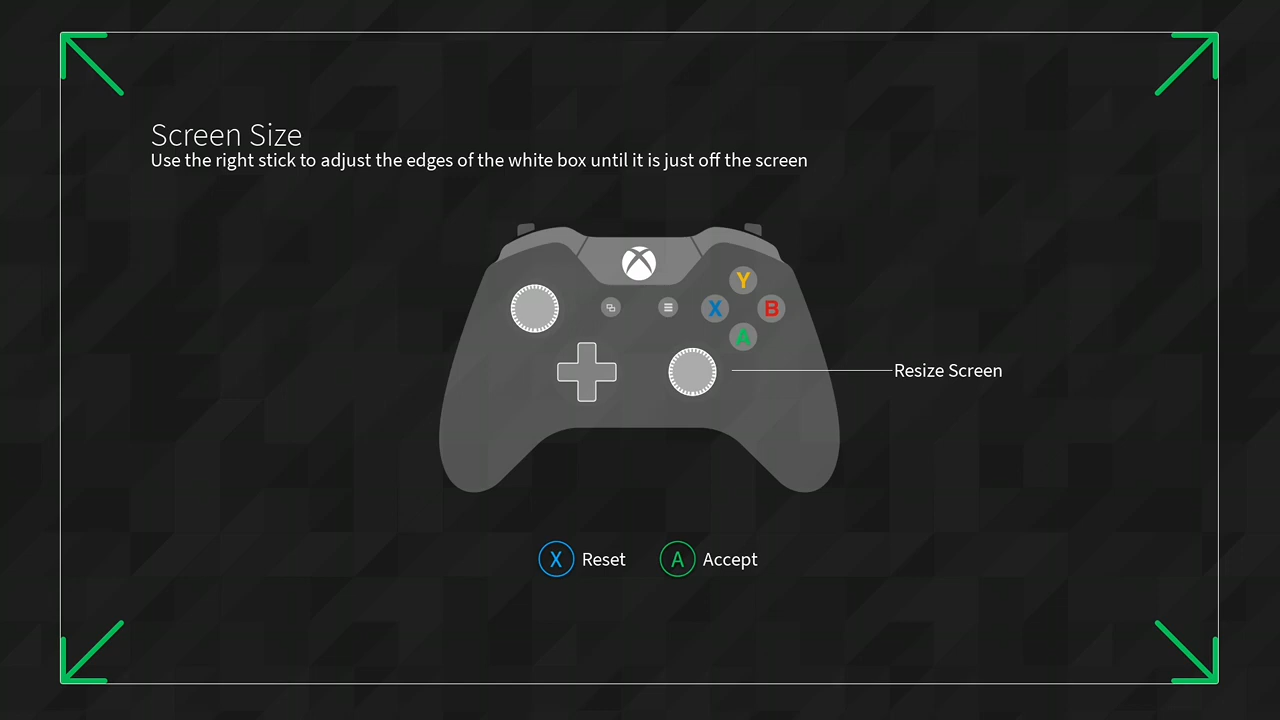 Screen Size
Use the right stick to adjust the edges of the white box until it is just off the screen
Y
X
B
A
Resize Screen
X Reset
A Accept